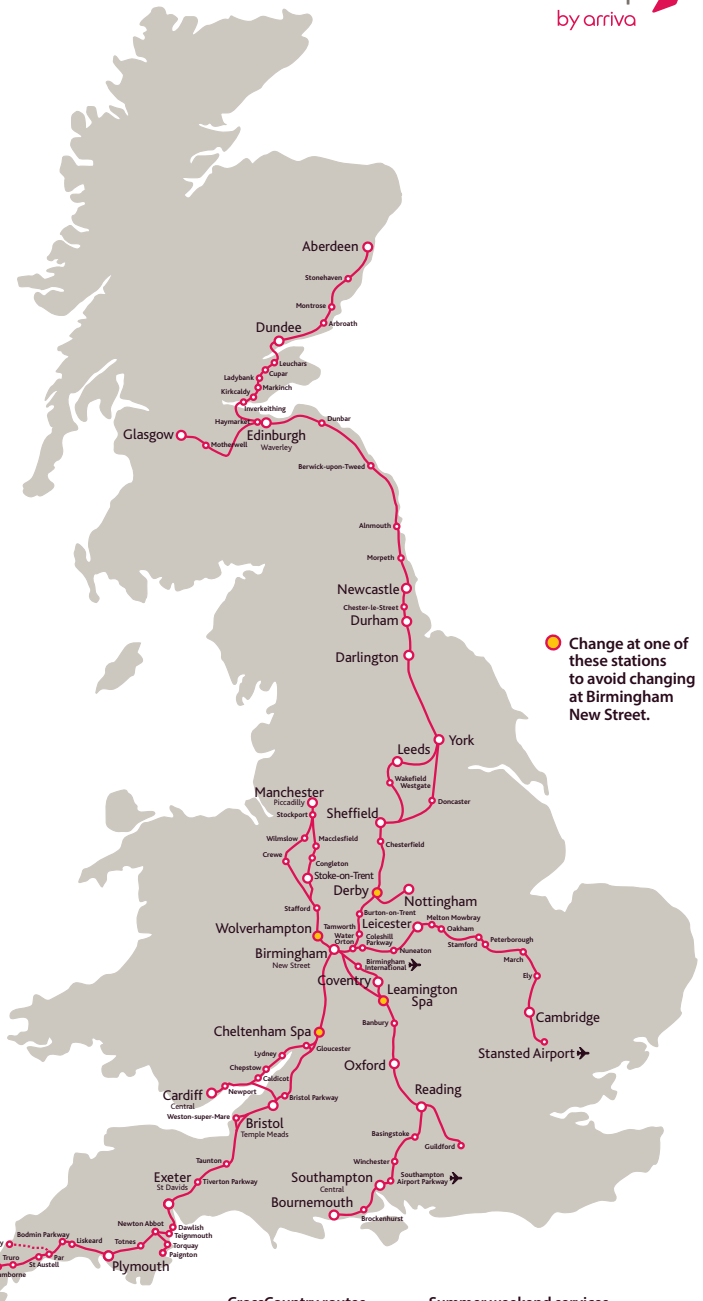 by arriva
Aberdeen
Stonehaven
Montrose
Arbroath
Dundee
Leuchars
Cupar
Ladybank
Markinch
Kirkcaldy
Inverkeithing
Haymarket
Edinburgh
Waverley
Dunbar
Glasgow
Motherwell
Berwick-upon-Tweed
Alnmouth
Morpeth
Newcastle
Chester-le-Street
Durham
Darlington
Change at one of
these stations
to avoid changing
at Birmingham
New Street.
York
Leeds
Wakefield
Westgate
Doncaster
Manchester
Piccadilly
Stockport
Sheffield
Wilmslow
Macclesfield
Chesterfield
Crewe
Congleton
Stoke-on-Trent
Derby
Nottingham
Stafford
Burton-on-Trent
Leicester
Melton Mowbray
Oakham
Stamford
Peterborough
March
Wolverhampton
Tamworth
Water
Orton
Coleshill
Parkway
Nuneaton
Birmingham
New Street
Birmingham
International
Ely
Coventry
Leamington
Spa
Cambridge
Banbury
Cheltenham Spa
Stansted Airport
Gloucester
Lydney
Oxford
Chepstow
Caldicot
Cardiff
Central
Newport
Bristol Parkway
Reading
Weston-super-Mare
Bristol
Temple Meads
Basingstoke
Guildford
Taunton
Winchester
Exeter
St Davids
Tiverton Parkway
Southampton
Central
Southampton
Airport Parkway
Bournemouth
Brockenhurst
Newton Abbot
Dawlish
Teignmouth
Bodmin Parkway
Liskeard
Totnes
Torquay
Paignton
y
Truro
Par
St Austell
Plymouth
amborne
CrossCountry routes
Summer weekend services